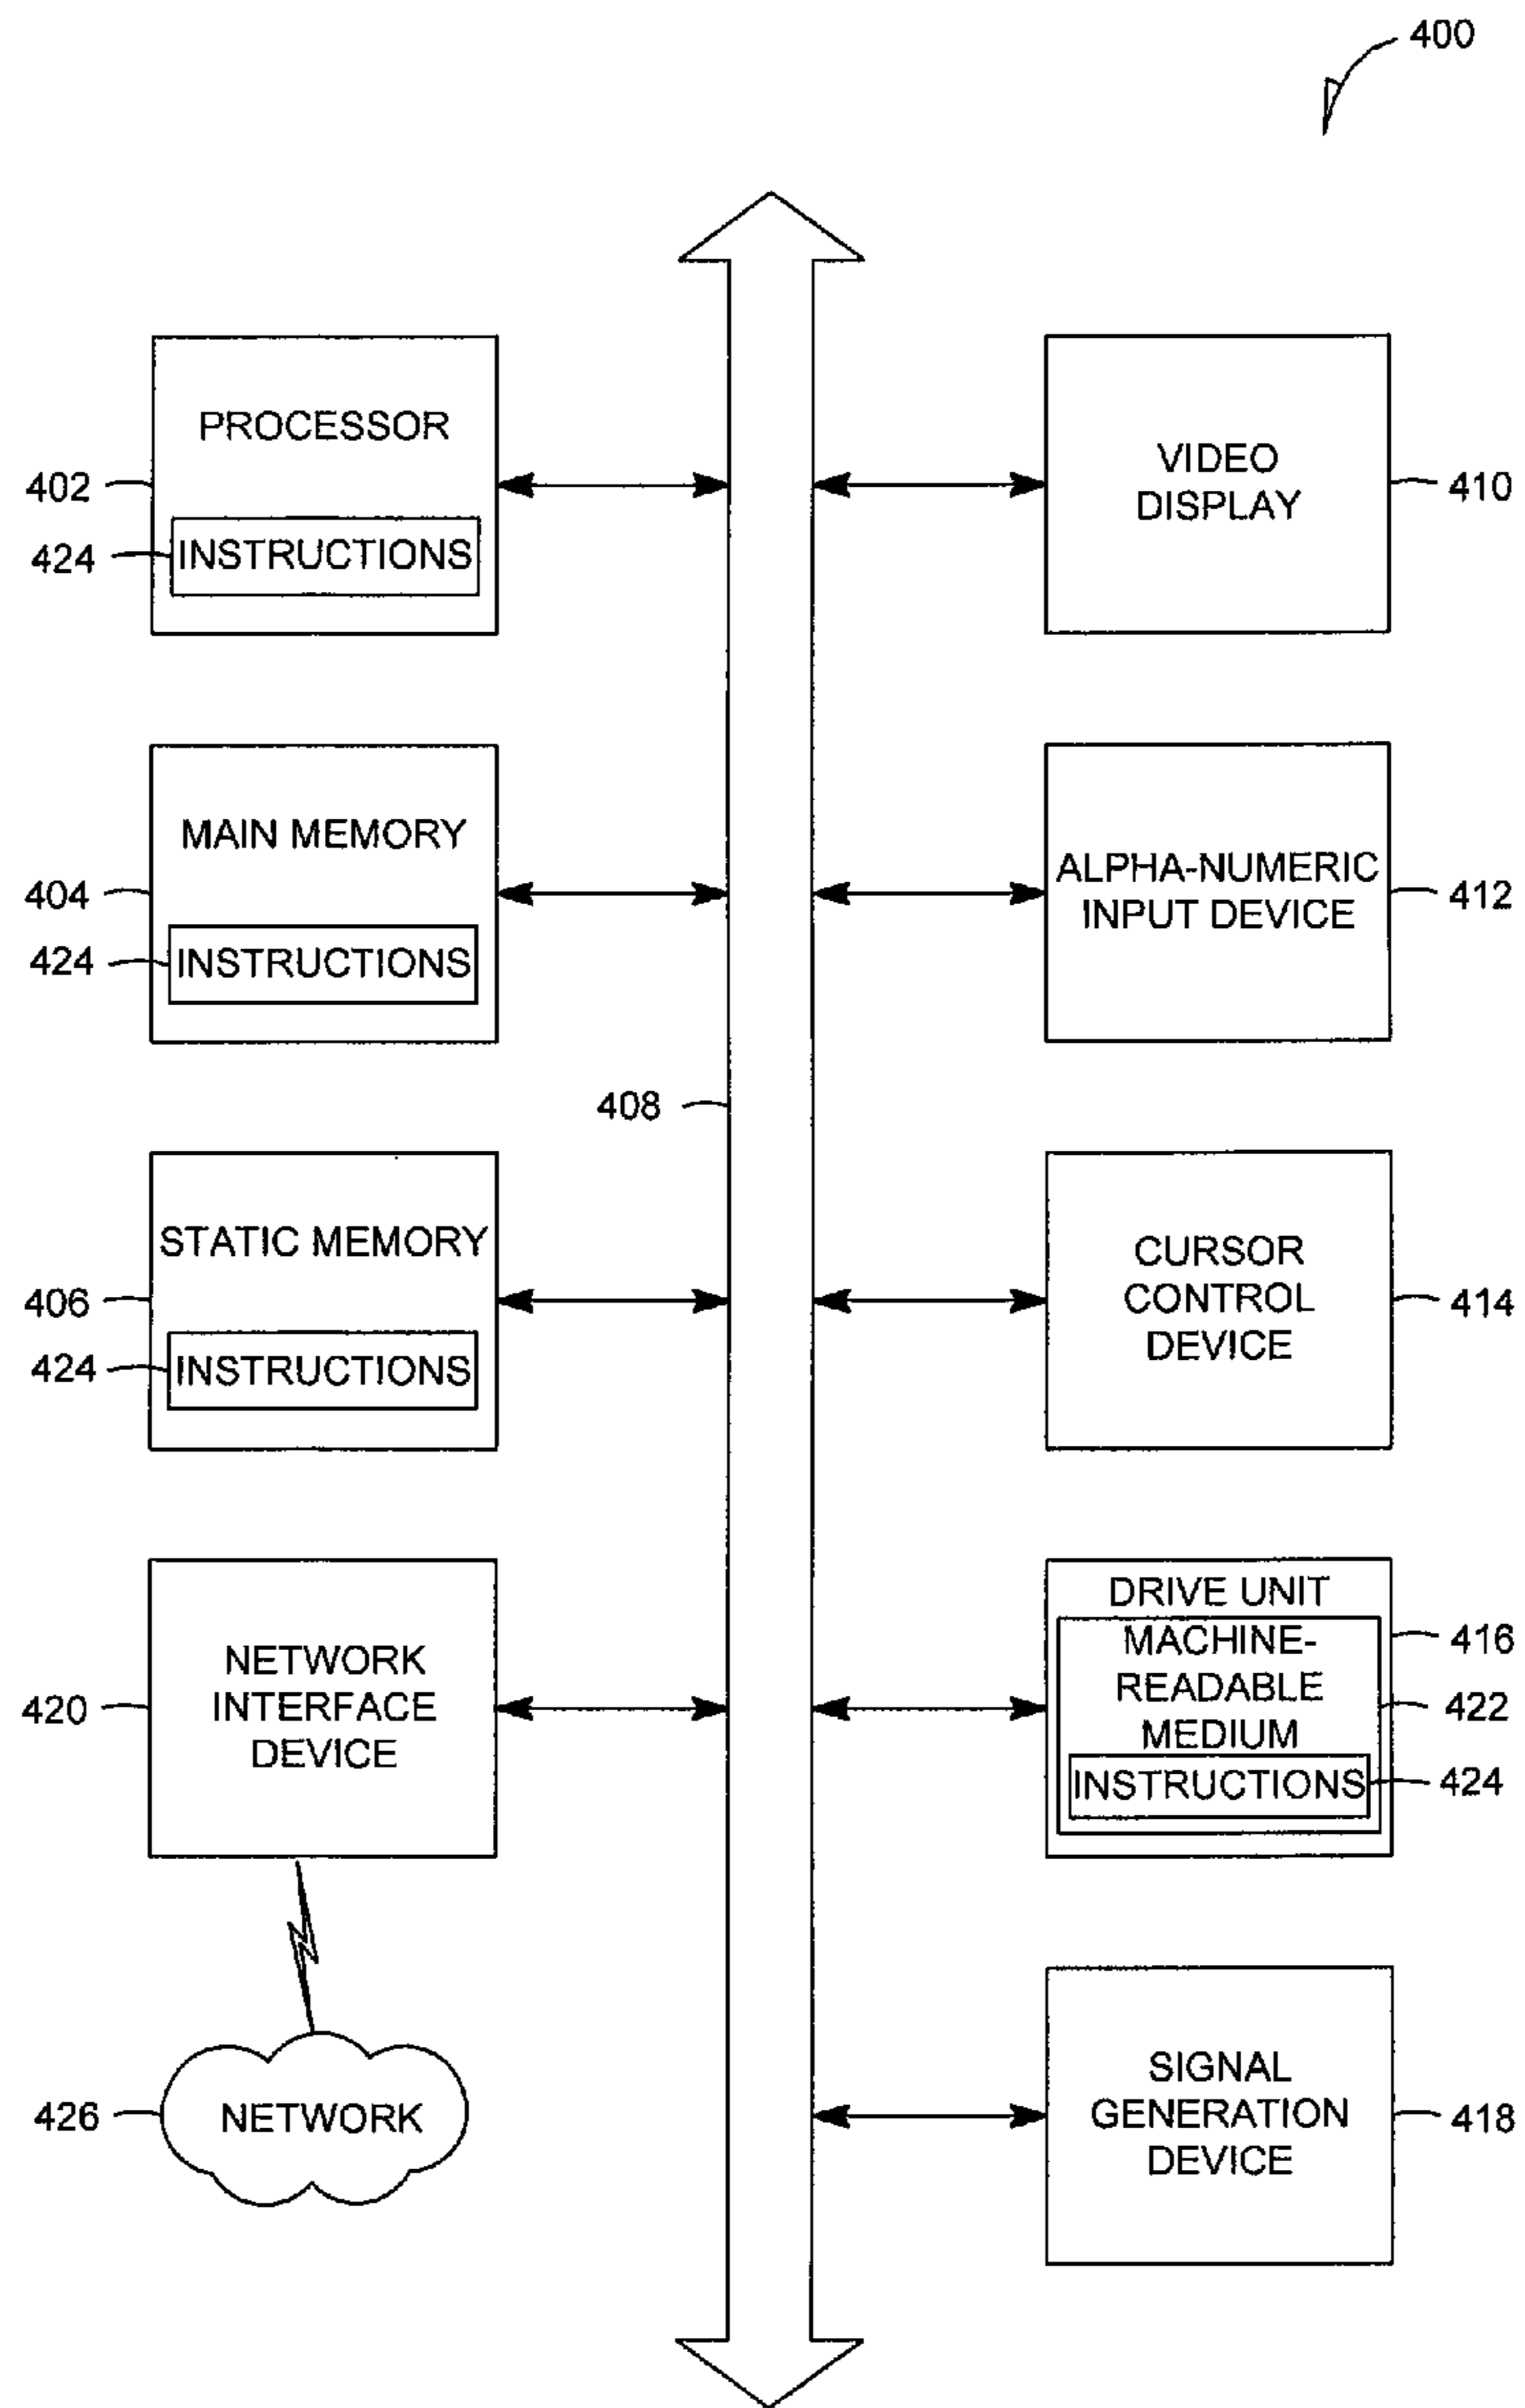 400
PROCESSOR
402
424
INSTRUCTIONS
VIDEO
DISPLAY
410
MAIN MEMORY
404
424
INSTRUCTIONS
ALPHA-NUMERIC
INPUT DEVICE
412
408
STATIC MEMORY
406
424
INSTRUCTIONS
CURSOR
CONTROL
DEVICE
414
NETWORK
INTERFACE
DEVICE
420
DRIVE UNIT
MACHINE-
READABLE
MEDIUM
INSTRUCTIONS
416
422
424
426
NETWORK
SIGNAL
GENERATION
DEVICE
418